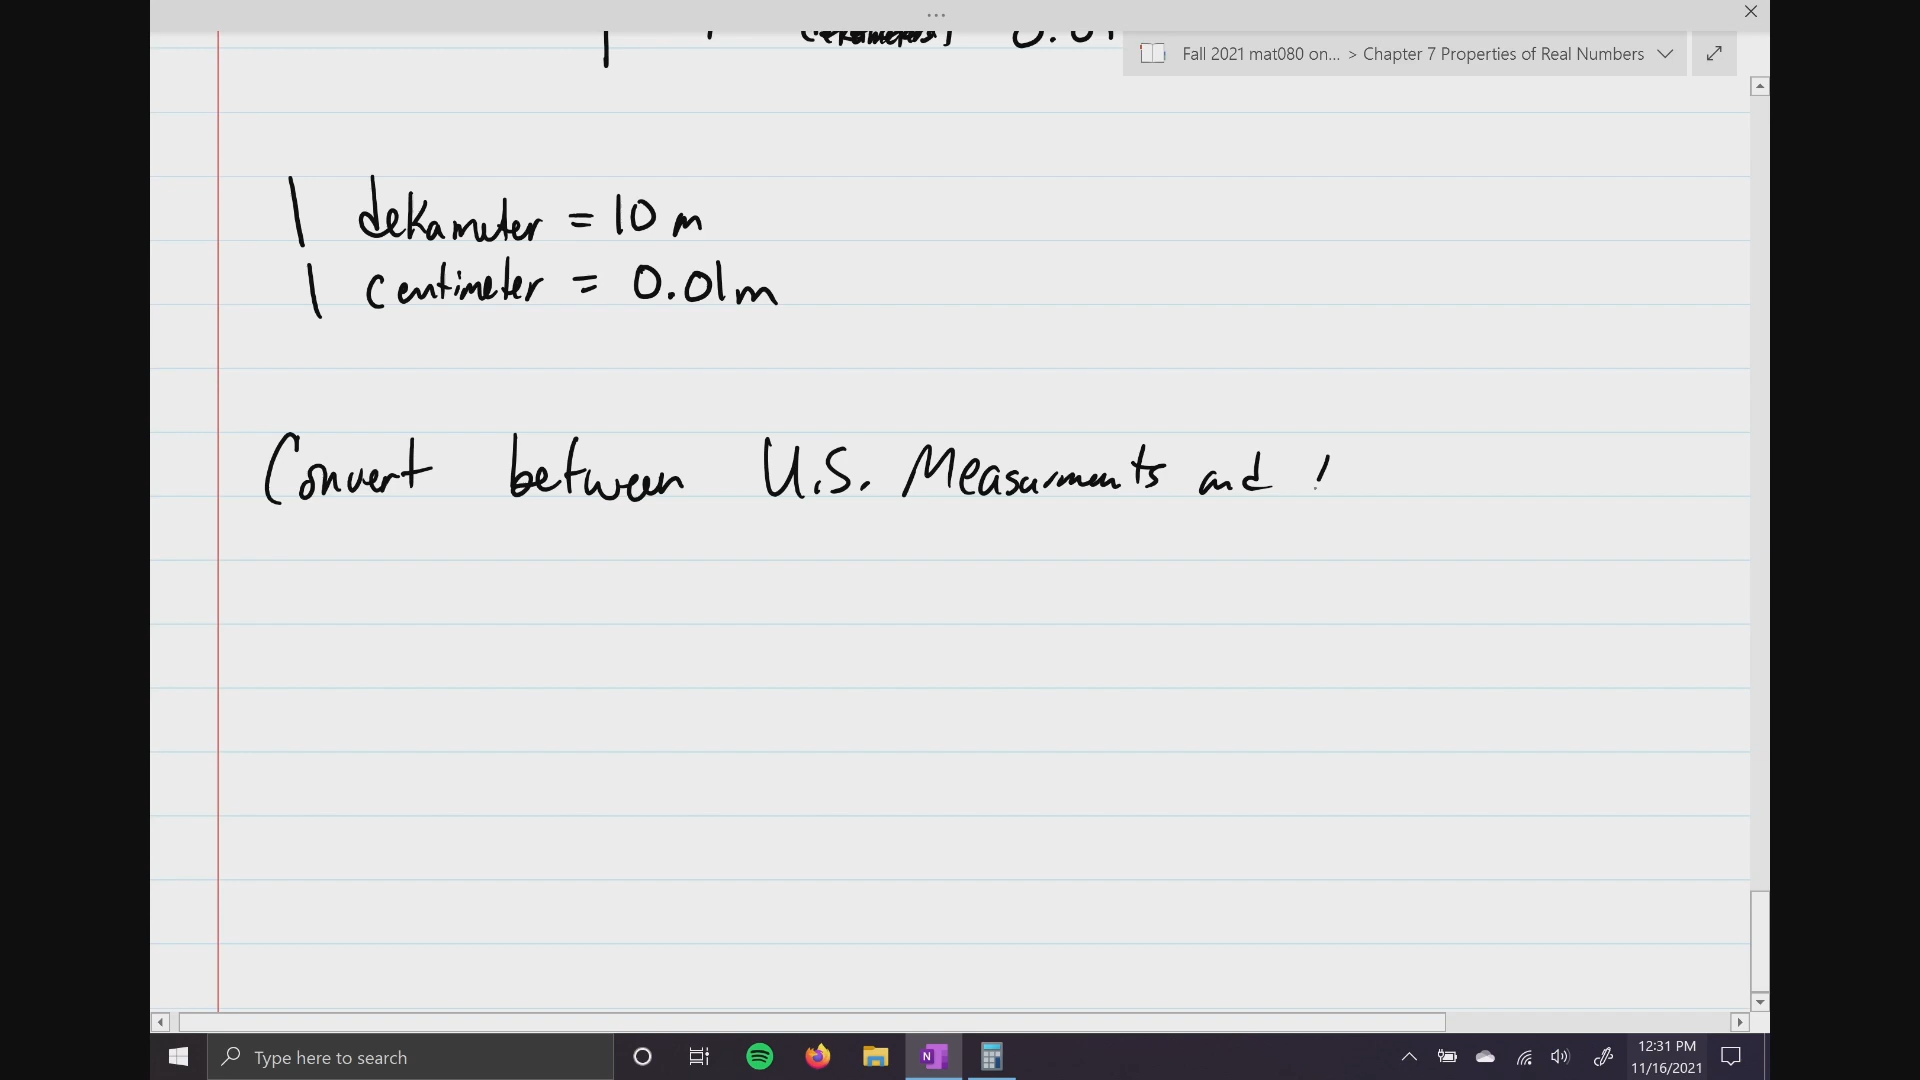 Fall 2021 mat080 on... > Chapter 7 Properties of Real Numbers
1 dekameter = 10 m
1 centimeter = 0.01m
Convert between U.S. Measurments and
Type here to search
12:31 PM
11/16/2021